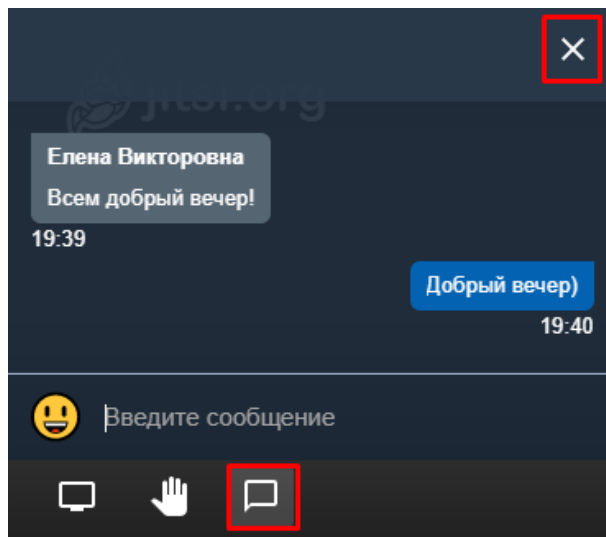 jitsi.org
Елена Викторовна
Всем добрый вечер!
19:39
Добрый вечер)
19:40
Введите сообщение